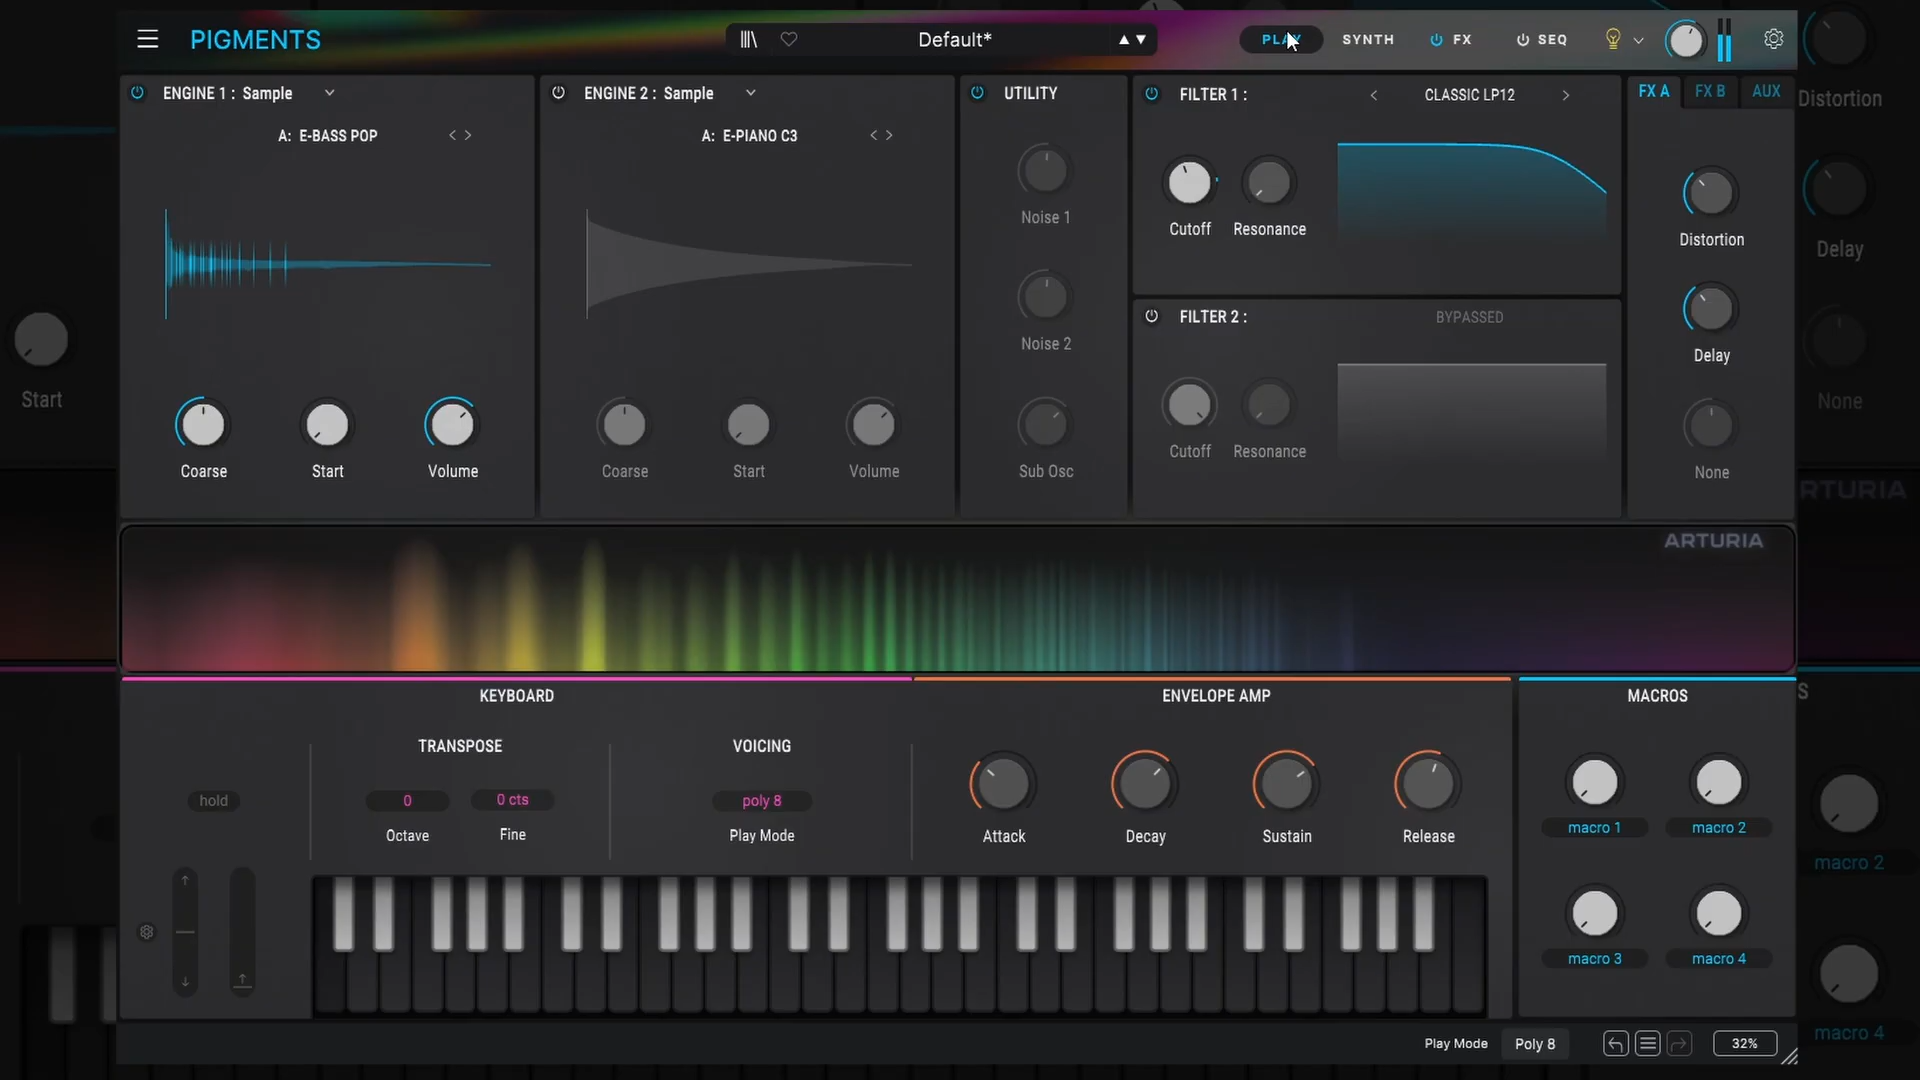 PIGMENTS
Default*
PLAY
SYNTH
FX
SEQ
ENGINE 1 : Sample
ENGINE 2 : Sample
UTILITY
FILTER 1 :
CLASSIC LP12
FX A
FX B
AUX
Distortion
A: E-BASS POP
A: E-PIANO C3
Noise 1
Cutoff
Resonance
Distortion
Delay
FILTER 2 :
BYPASSED
Noise 2
Delay
Start
None
Coarse
Start
Volume
Coarse
Start
Volume
Sub Osc
Cutoff
Resonance
None
ARTURIA
RTURIA
KEYBOARD
ENVELOPE AMP
MACROS
S
TRANSPOSE
VOICING
hold
0
0 cts
poly 8
Octave
Fine
Play Mode
Attack
Decay
Sustain
Release
macro 1
macro 2
macro 2
macro 3
macro 4
macro 4
Play Mode
Poly 8
32%